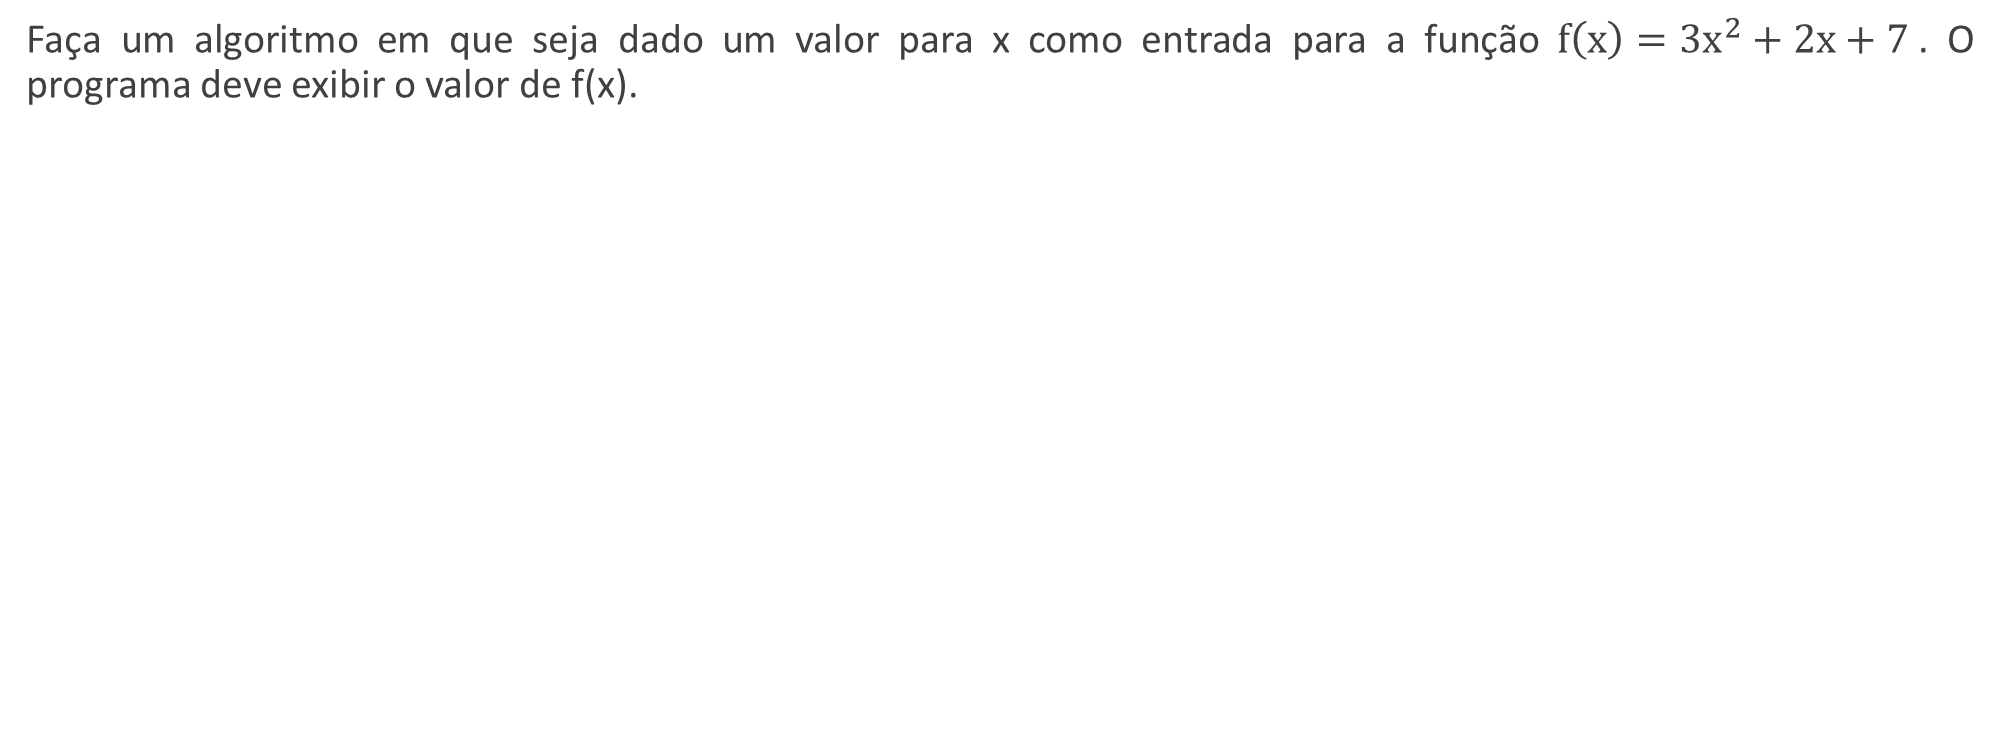 Faça um algoritmo em que seja dado um valor para x como entrada para a função f(x) = 3x² + 2x + 7 . O
programa deve exibir o valor de f(x).